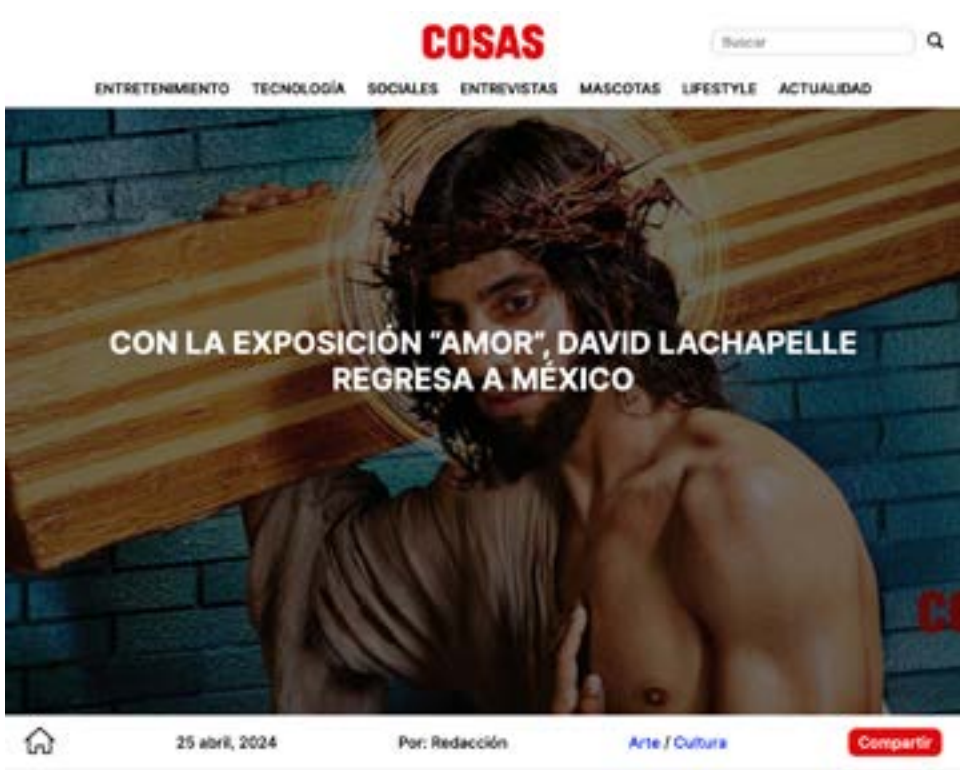 COSAS
Buscar
ENTRETENIMIENTO TECNOLOGÍA SOCIALES ENTREVISTAS MASCOTAS LIFESTYLE ACTUALIDAD
CON LA EXPOSICIÓN “AMOR”, DAVID LACHAPELLE
REGRESA A MÉXICO
CO
25 abril, 2024 Por: Redacción Arte / Cultura Compartir